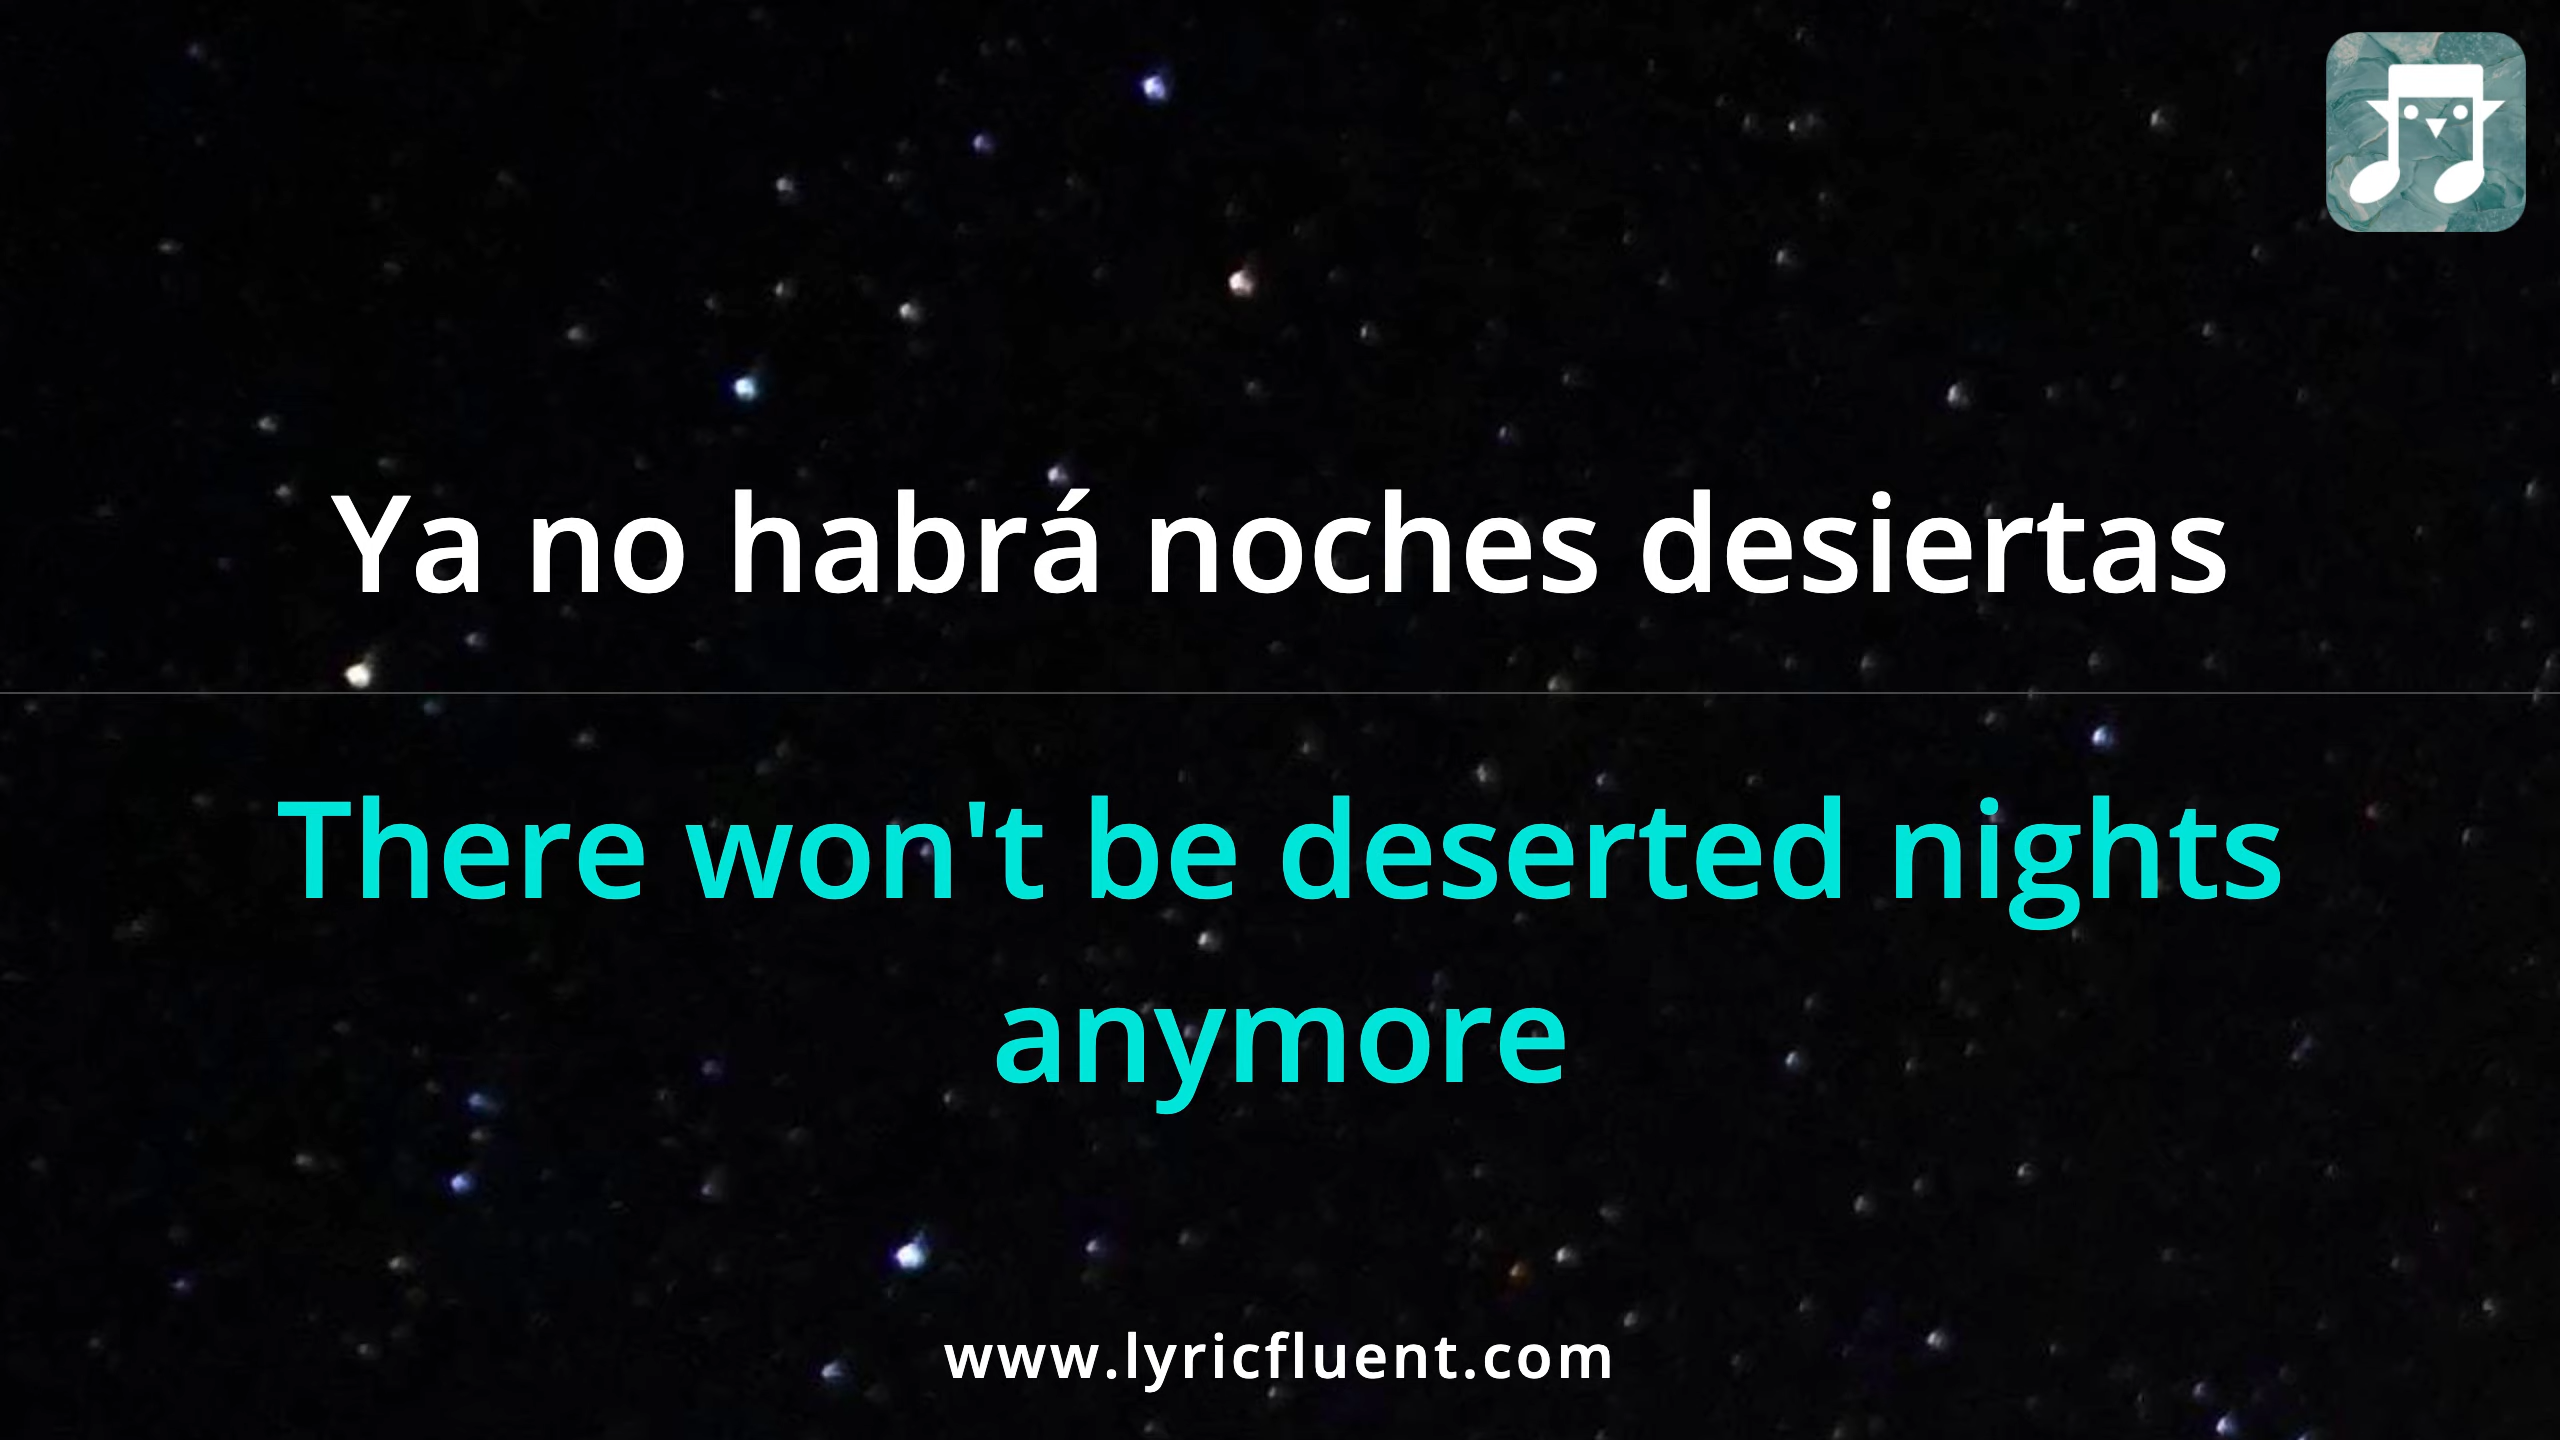 Ya no habrá noches desiertas
There won't be deserted nights
anymore
www.lyricfluent.com